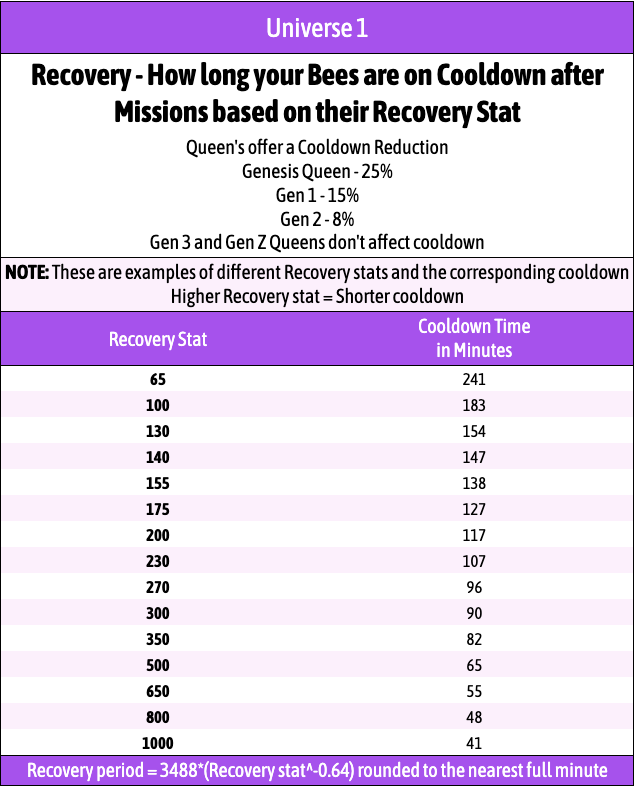 Universe 1
Recovery - How long your Bees are on Cooldown after
Missions based on their Recovery Stat
Queen's offer a Cooldown Reduction
Genesis Queen - 25%
Gen 1 - 15%
Gen 2 - 8%
Gen 3 and Gen Z Queens don't affect cooldown
NOTE: These are examples of different Recovery stats and the corresponding cooldown
Higher Recovery stat = Shorter cooldown
Recovery Stat Cooldown Time
in Minutes
65 241
100 183
130 154
140 147
155 138
175 127
200 117
230 107
270 96
300 90
350 82
500 65
650 55
800 48
1000 41
Recovery period = 3488*(Recovery stat^-0.64) rounded to the nearest full minute